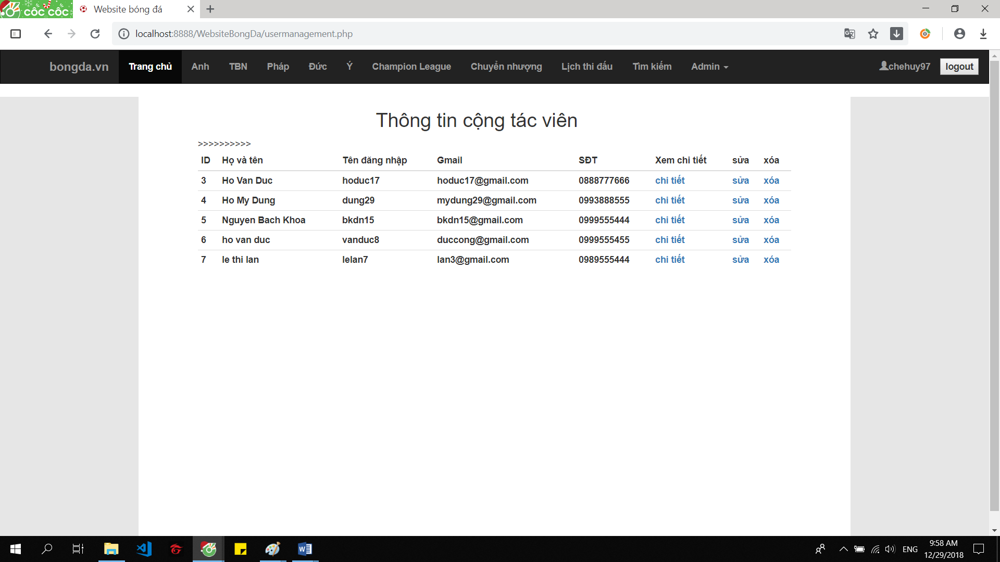 CỐC CỐC Website bóng đá
localhost:8888/WebsiteBongDa/usermanagement.php
bongda.vn Trang chủ Anh TBN Pháp Đức Ý Champion League Chuyển nhượng Lịch thi đấu Tìm kiếm Admin chehuy97 logout
Thông tin cộng tác viên
>>>>>>>>>>
ID Họ và tên Tên đăng nhập Gmail SĐT Xem chi tiết sửa xóa
3 Ho Van Duc hoduc17 hoduc17@gmail.com 0888777666 chi tiết sửa xóa
4 Ho My Dung dung29 mydung29@gmail.com 0993888555 chi tiết sửa xóa
5 Nguyen Bach Khoa bkdn15 bkdn15@gmail.com 0999555444 chi tiết sửa xóa
6 ho van duc vanduc8 duccong@gmail.com 0999555455 chi tiết sửa xóa
7 le thi lan lelan7 lan3@gmail.com 0989555444 chi tiết sửa xóa
ENG 9:58 AM
12/29/2018